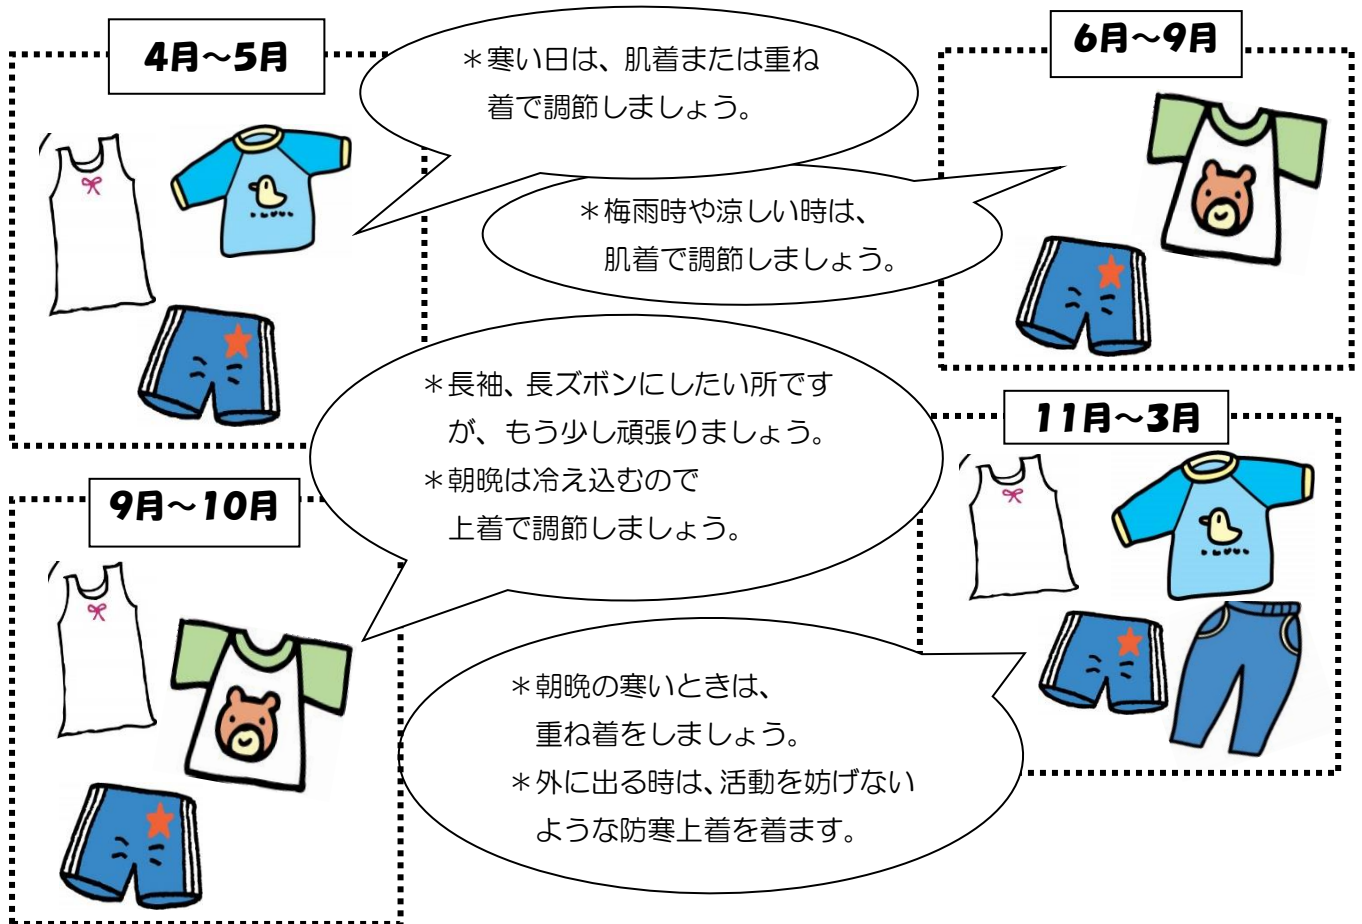 4月～5月
＊寒い日は、肌着または重ね
着で調節しましょう。
6月～9月
＊梅雨時や涼しい時は、
肌着で調節しましょう。
9月～10月
＊長袖、長ズボンにしたい所です
が、もう少し頑張りましょう。
＊朝晩は冷え込むので
上着で調節しましょう。
11月～3月
＊朝晩の寒いときは、
重ね着をしましょう。
＊外に出る時は、活動を妨げない
ような防寒上着を着ます。